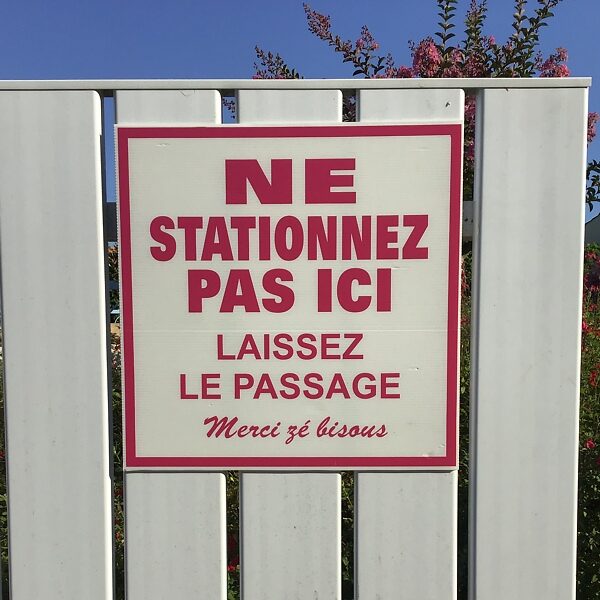 NE
STATIONNEZ
PAS ICI
LAISSEZ
LE PASSAGE
Merci zé bisous